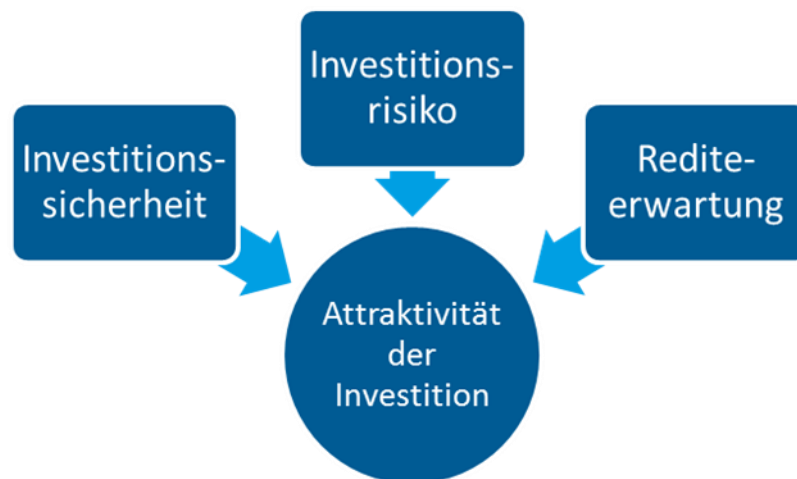 Investitions-
risiko
Investitions-
sicherheit
Redite-
erwartung
Attraktivität
der
Investition